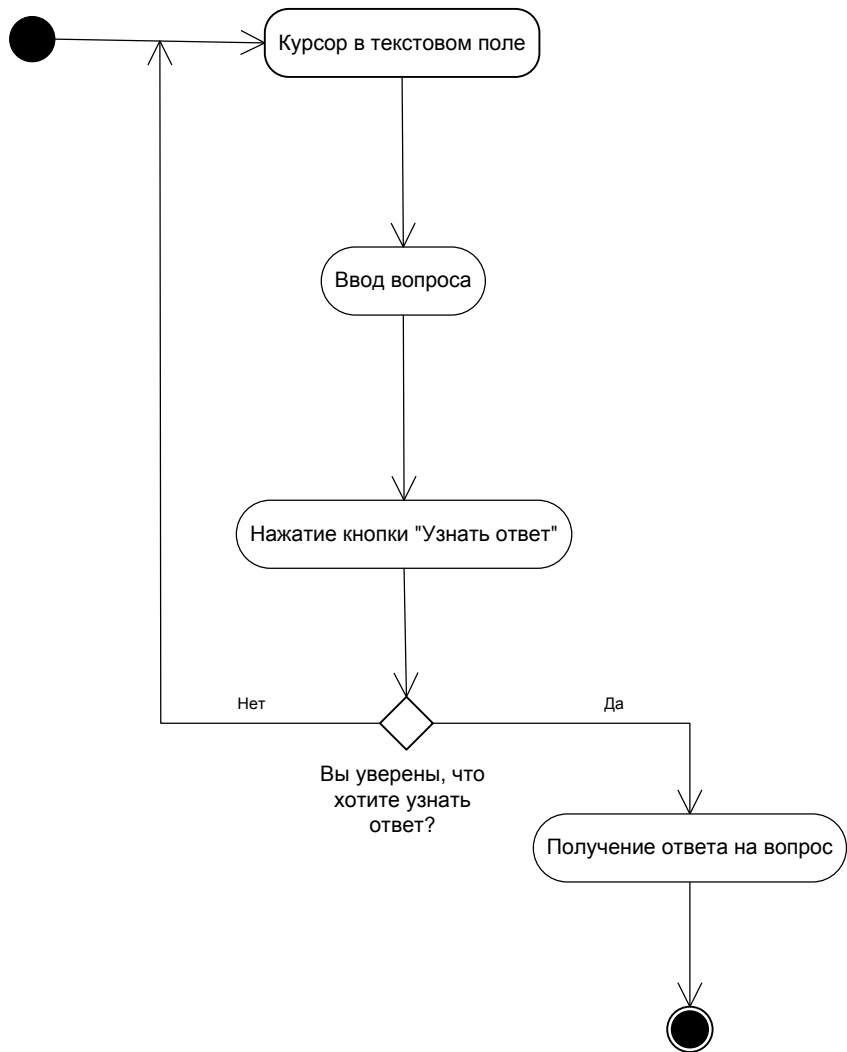 Курсор в текстовом поле
Ввод вопроса
Нажатие кнопки "Узнать ответ"
Нет
Да
Вы уверены, что
хотите узнать
ответ?
Получение ответа на вопрос